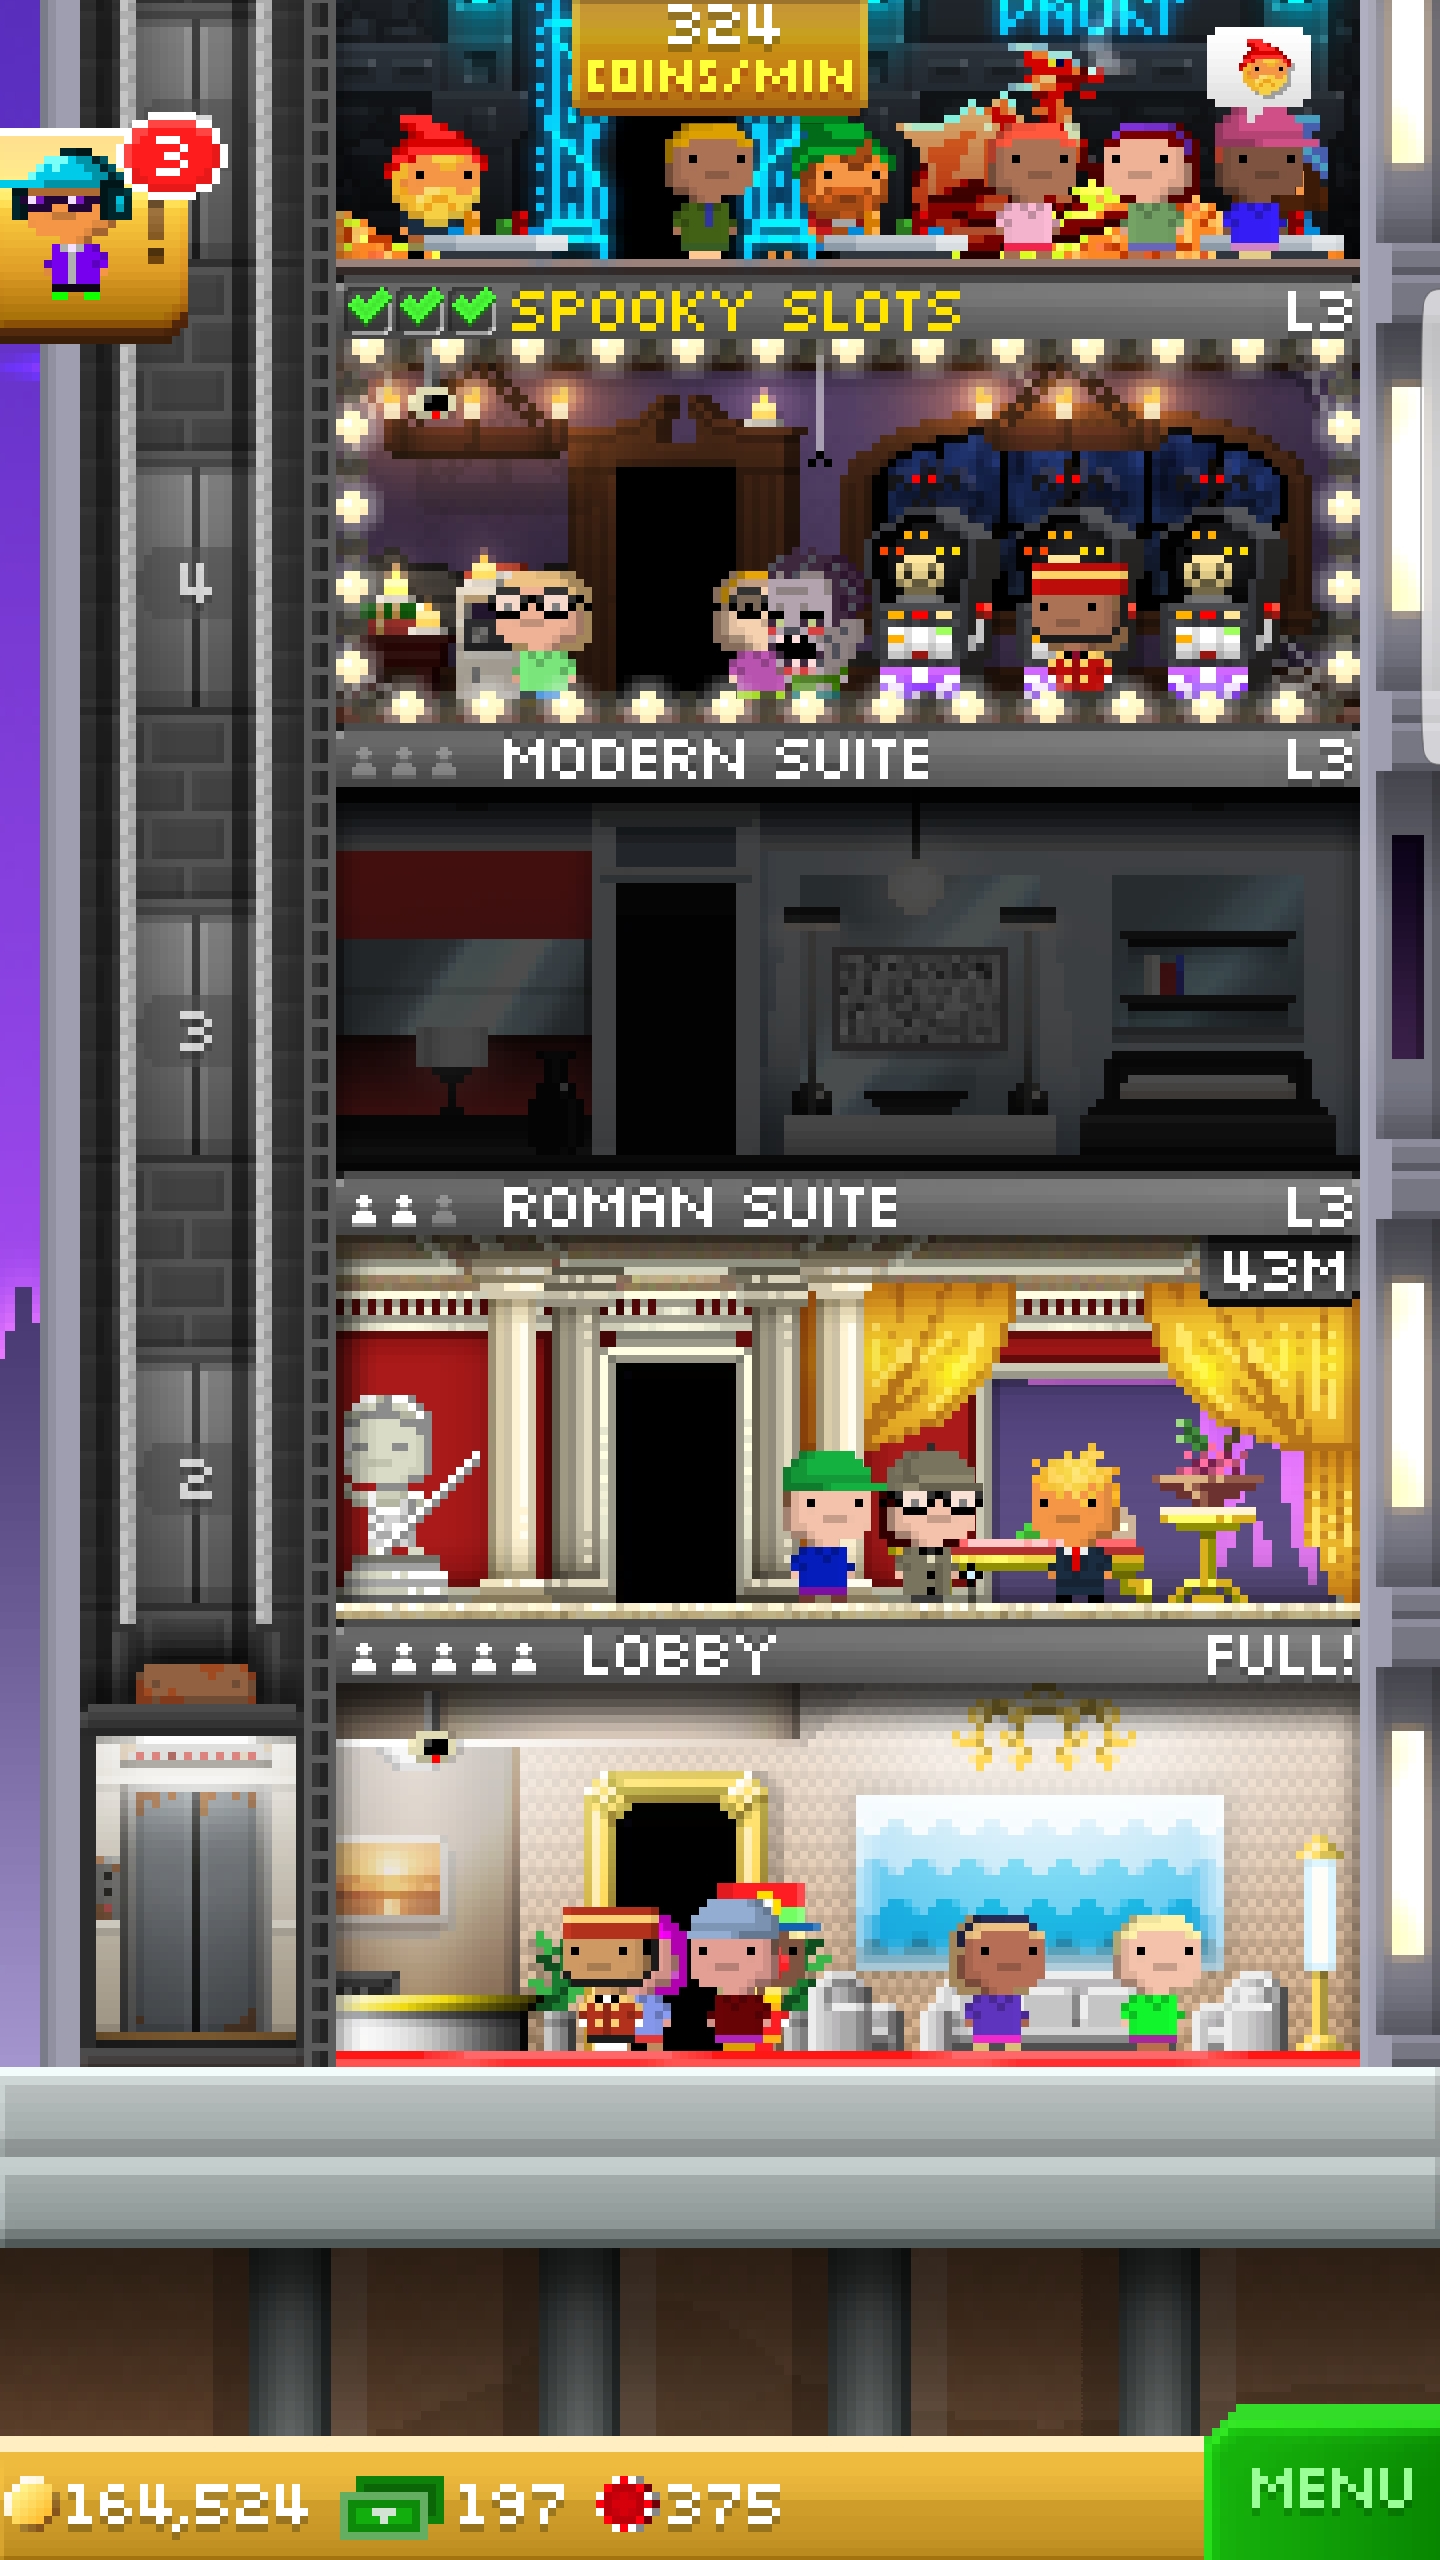 324
COINS/MIN
3
SPOOKY SLOTS L3
4
MODERN SUITE L3
3
ROMAN SUITE L3
43M
2
LOBBY FULL!
164,524 197 375
MENU